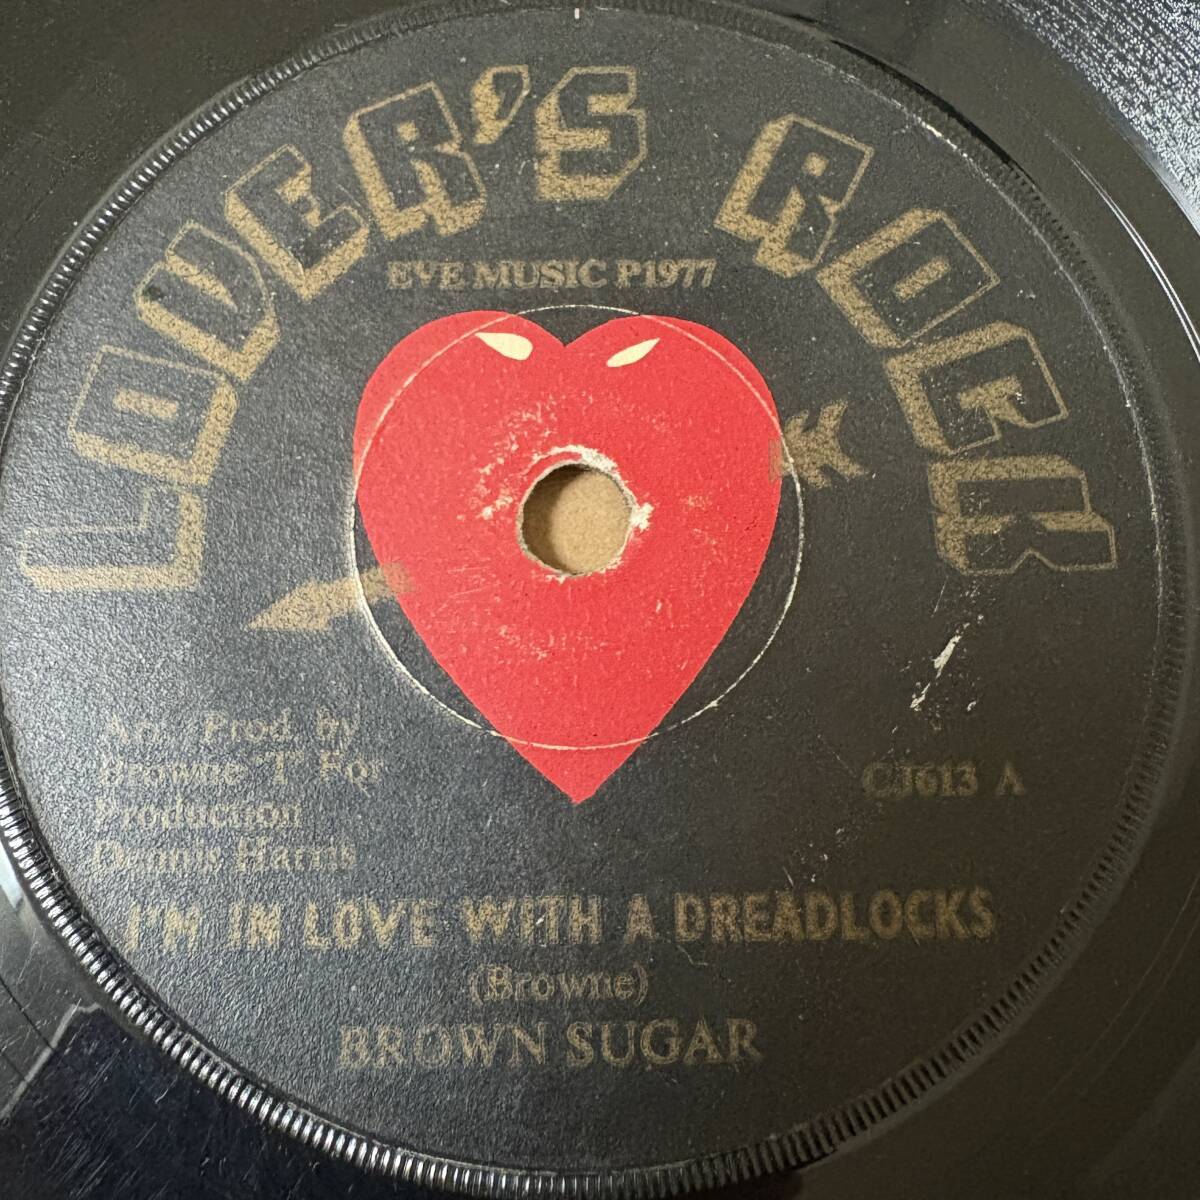 LOVER'S ROCK
EVE MUSIC P1977
Arr. / Prod. by
Browne "T" For
Production
Dennis Harris
CJ613 A
I'M IN LOVE WITH A DREADLOCKS
(Browne)
BROWN SUGAR